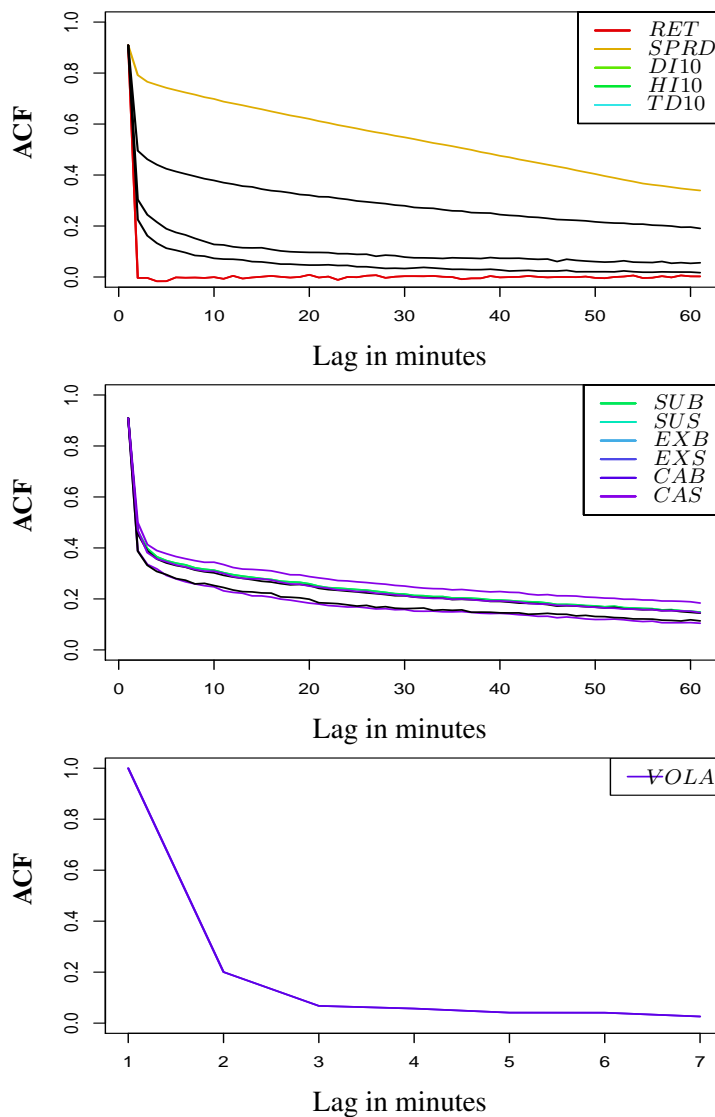 RET
SPRD
DI10
HI10
TD10
ACF
0.0 0.2 0.4 0.6 0.8 1.0
0 10 20 30 40 50 60
Lag in minutes
SUB
SUS
EXB
EXS
CAB
CAS
ACF
0.0 0.2 0.4 0.6 0.8 1.0
0 10 20 30 40 50 60
Lag in minutes
VOLA
ACF
0.0 0.2 0.4 0.6 0.8 1.0
1 2 3 4 5 6 7
Lag in minutes